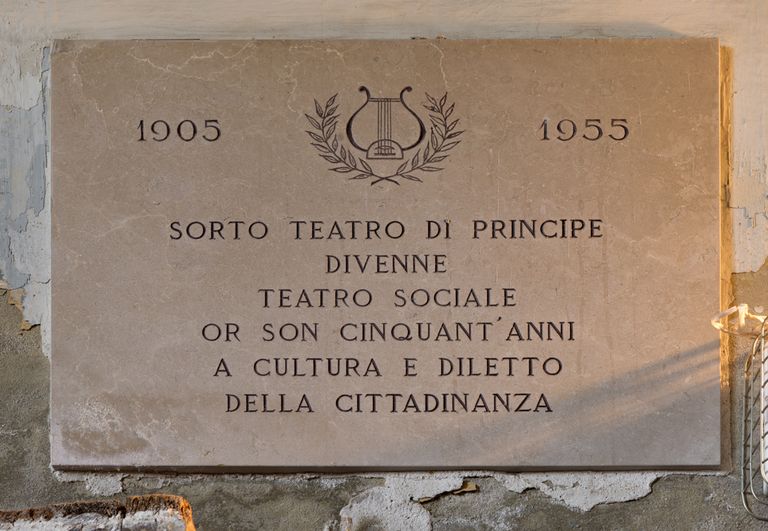 1905 1955
SORTO TEATRO DI PRINCIPE
DIVENNE
TEATRO SOCIALE
OR SON CINQUANT'ANNI
A CULTURA E DILETTO
DELLA CITTADINANZA